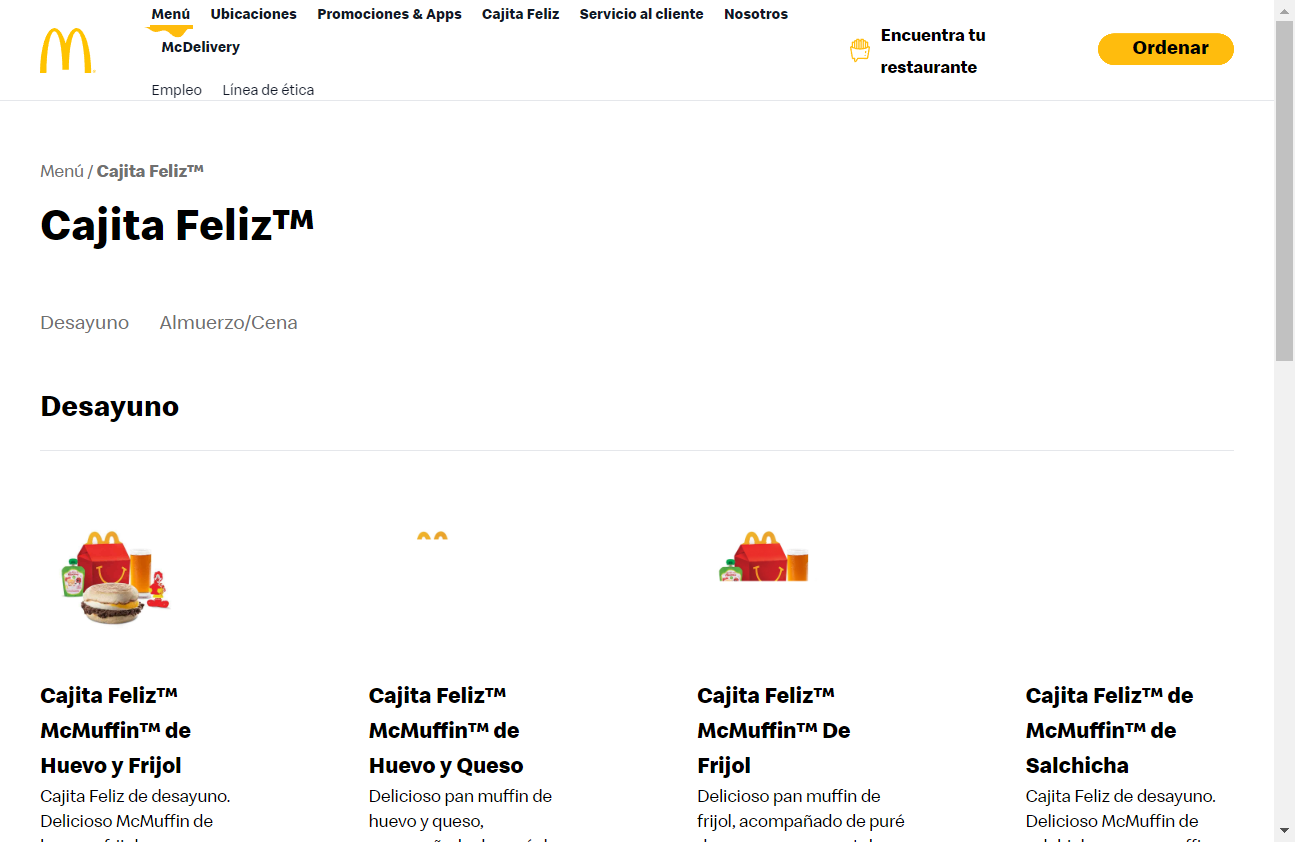 Menú Ubicaciones Promociones & Apps Cajita Feliz Servicio al cliente Nosotros
McDelivery
Empleo Línea de ética
Encuentra tu
restaurante
Ordenar
Menú / Cajita Feliz™
Cajita Feliz™
Desayuno Almuerzo/Cena
Desayuno
Cajita Feliz™
McMuffin™ de
Huevo y Frijol
Cajita Feliz de desayuno.
Delicioso McMuffin de
Cajita Feliz™
McMuffin™ de
Huevo y Queso
Delicioso pan muffin de
huevo y queso,
Cajita Feliz™
McMuffin™ De
Frijol
Delicioso pan muffin de
frijol, acompañado de puré
Cajita Feliz™ de
McMuffin™ de
Salchicha
Cajita Feliz de desayuno.
Delicioso McMuffin de